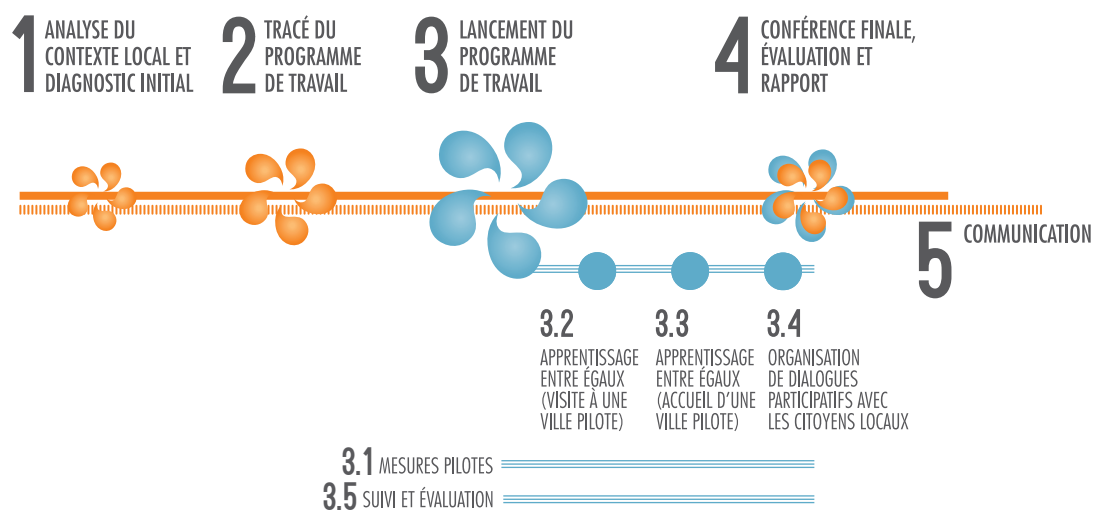 1 ANALYSE DU
CONTEXTE LOCAL ET
DIAGNOSTIC INITIAL
2 TRACÉ DU
PROGRAMME
DE TRAVAIL
3 LANCEMENT DU
PROGRAMME
DE TRAVAIL
4 CONFÉRENCE FINALE,
ÉVALUATION ET
RAPPORT
5 COMMUNICATION
3.2
APPRENTISSAGE
ENTRE ÉGAUX
(VISITE À UNE
VILLE PILOTE)
3.3
APPRENTISSAGE
ENTRE ÉGAUX
(ACCUEIL D'UNE
VILLE PILOTE)
3.4
ORGANISATION
DE DIALOGUES
PARTICIPATIFS AVEC
LES CITOYENS LOCAUX
3.1 MESURES PILOTES
3.5 SUIVI ET ÉVALUATION